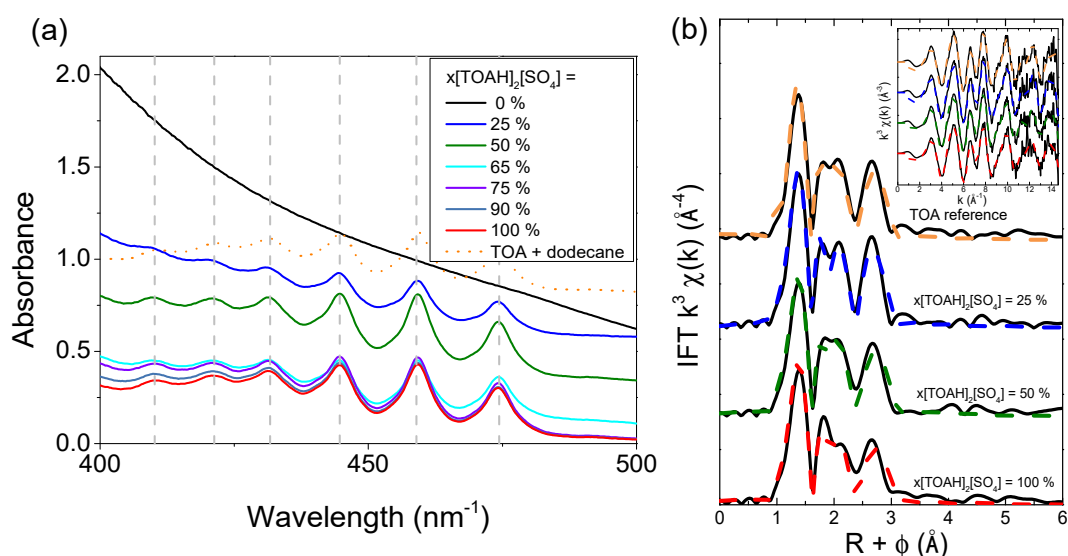 (a)
2.0
1.5
1.0
0.5
0.0
Absorbance
400
450
500
Wavelength (nm⁻¹)
x[TOAH]₂[SO₄] =
0 %
25 %
50 %
65 %
75 %
90 %
100 %
TOA + dodecane
(b)
k³ χ(k) (Å⁻³)
0 2 4 6 8 10 12 14
k (Å⁻¹)
TOA reference
x[TOAH]₂[SO₄] = 25 %
x[TOAH]₂[SO₄] = 50 %
x[TOAH]₂[SO₄] = 100 %
IFT k³ χ(k) (Å⁻⁴)
0 1 2 3 4 5 6
R + ϕ (Å)